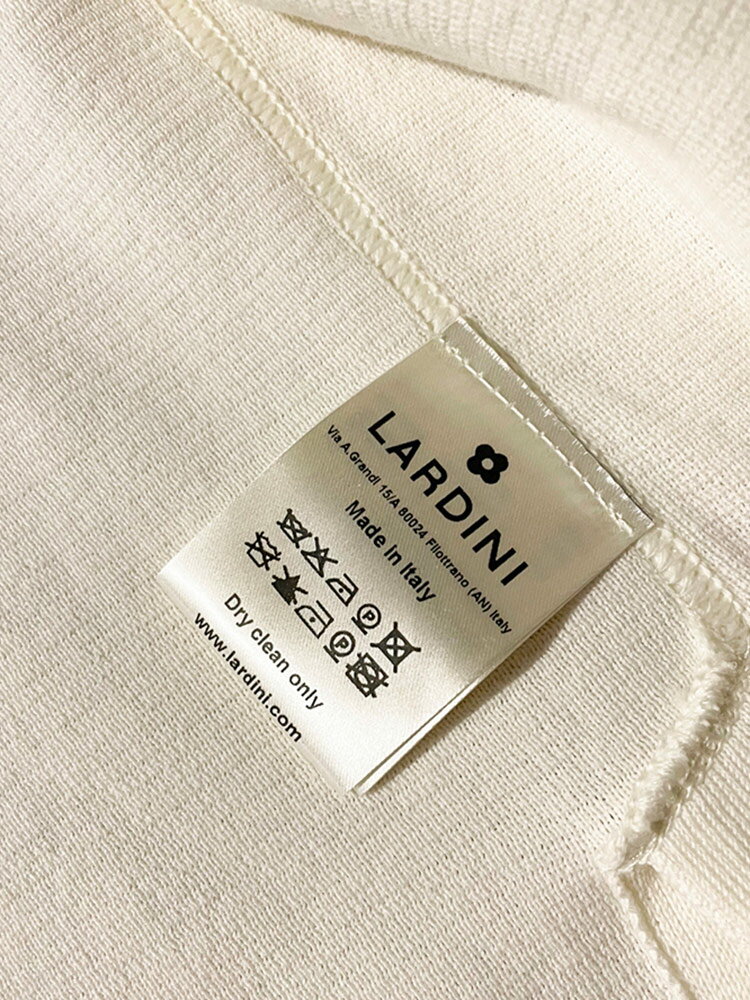 LARDINI
Via A.Grandi 15/A 60024 Filottrano (AN) Italy
Made in Italy
P
P
Dry clean only
www.lardini.com